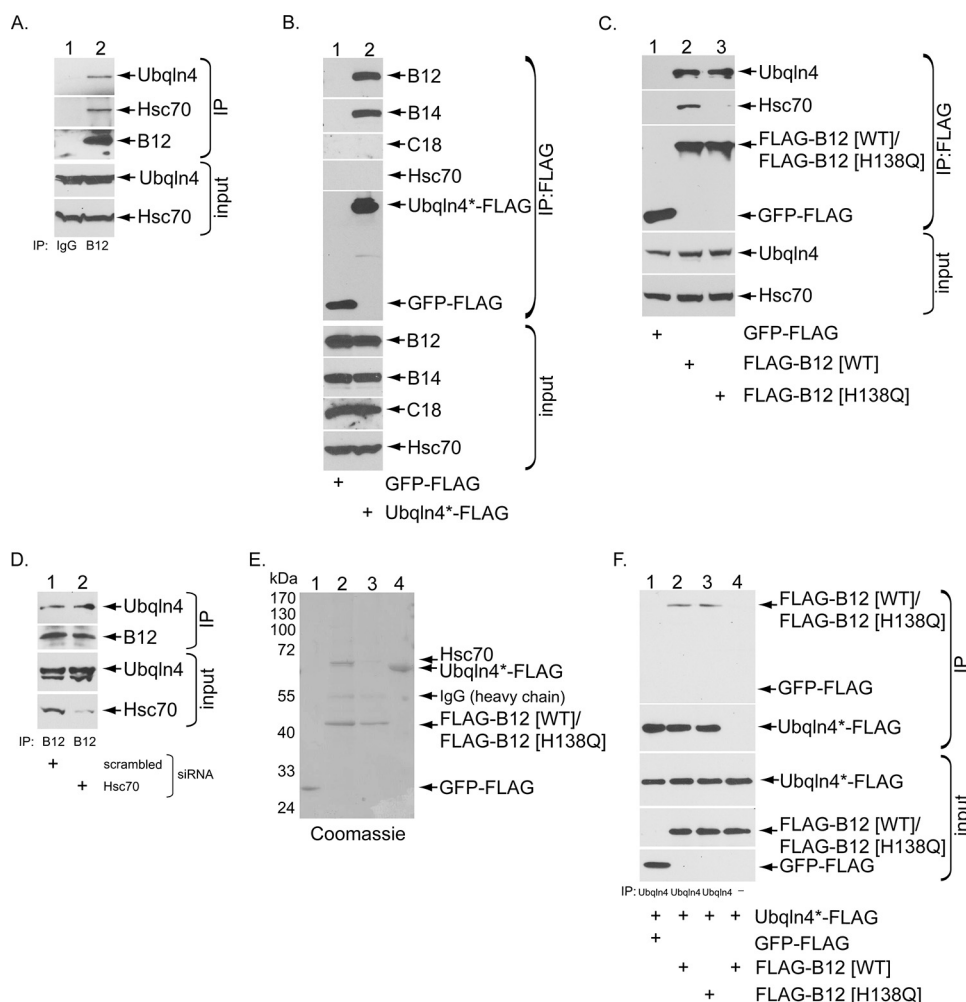 A.
1 2
Ubqln4
Hsc70
B12
IP
Ubqln4
Hsc70
input
IP: IgG B12
B.
1 2
B12
B14
C18
Hsc70
Ubqln4*-FLAG
GFP-FLAG
IP:FLAG
B12
B14
C18
Hsc70
input
+ GFP-FLAG
+ Ubqln4*-FLAG
C.
1 2 3
Ubqln4
Hsc70
FLAG-B12 [WT]/
FLAG-B12 [H138Q]
GFP-FLAG
IP:FLAG
Ubqln4
Hsc70
input
+ GFP-FLAG
+ FLAG-B12 [WT]
+ FLAG-B12 [H138Q]
D.
1 2
Ubqln4
B12
IP
Ubqln4
Hsc70
input
IP: B12 B12
+ scrambled
+ Hsc70
siRNA
E.
kDa 1 2 3 4
170
130
100
72
55
40
33
24
Hsc70
Ubqln4*-FLAG
IgG (heavy chain)
FLAG-B12 [WT]/
FLAG-B12 [H138Q]
GFP-FLAG
Coomassie
F.
1 2 3 4
FLAG-B12 [WT]/
FLAG-B12 [H138Q]
GFP-FLAG
Ubqln4*-FLAG
IP
Ubqln4*-FLAG
FLAG-B12 [WT]/
FLAG-B12 [H138Q]
GFP-FLAG
input
IP: Ubqln4 Ubqln4 Ubqln4 –
+ + + + Ubqln4*-FLAG
+ GFP-FLAG
+ + FLAG-B12 [WT]
+ FLAG-B12 [H138Q]